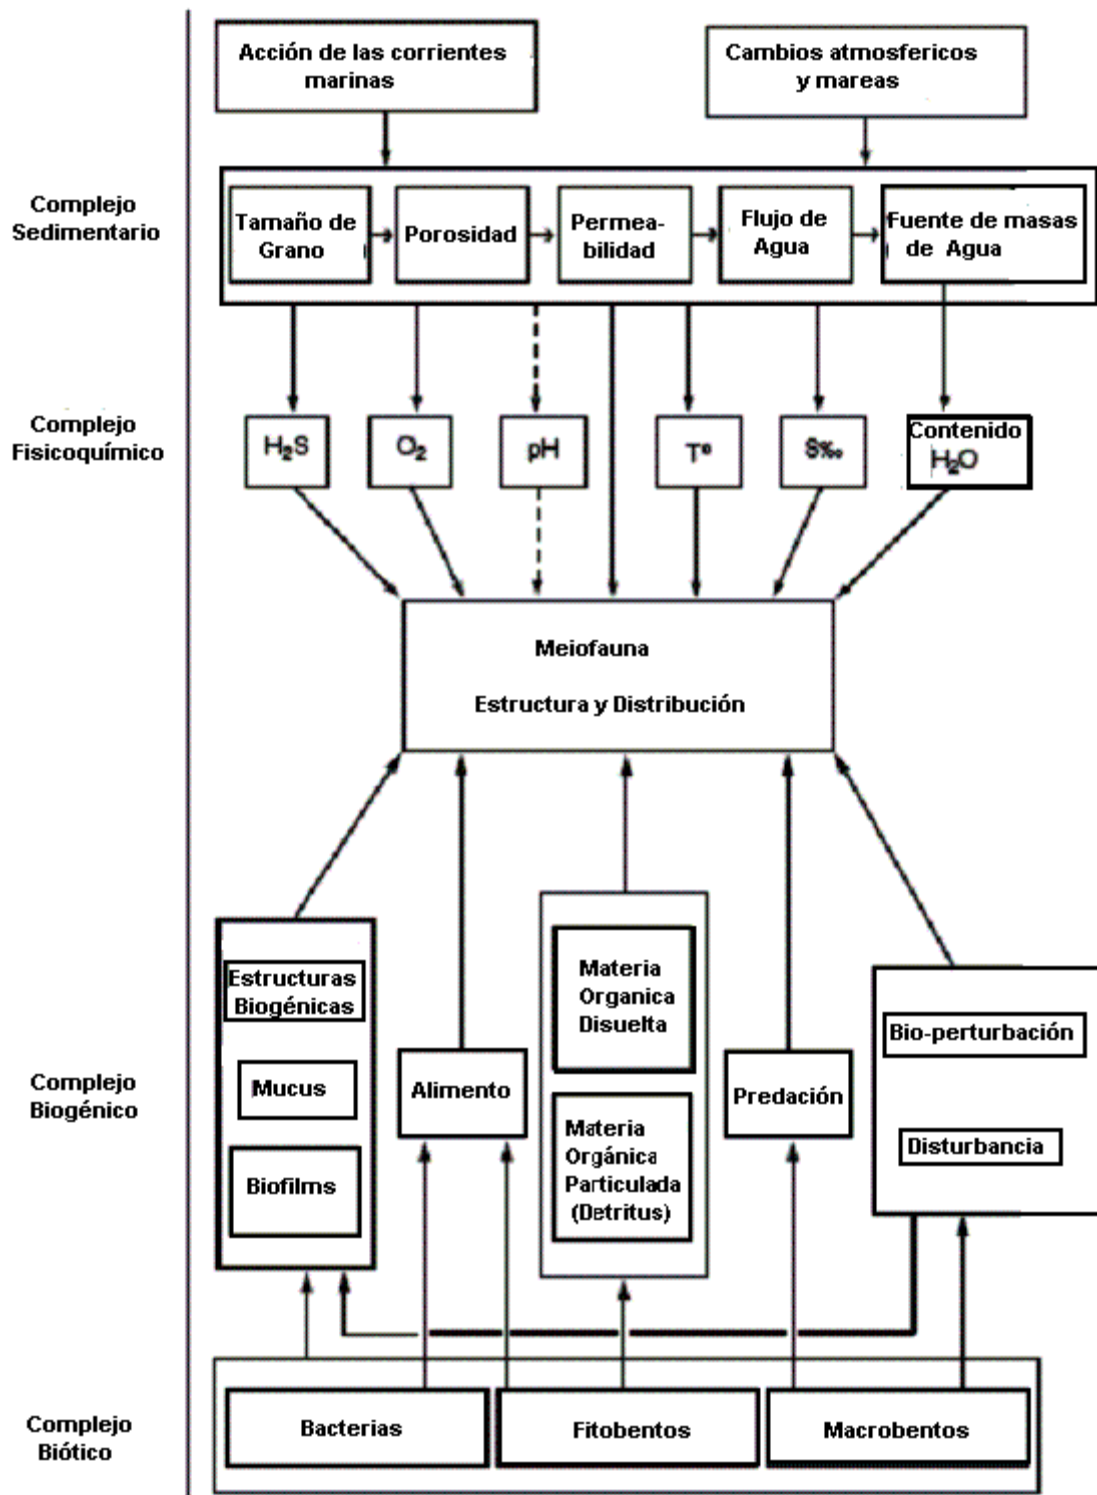 Acción de las corrientes
marinas
Cambios atmosfericos
y mareas
Complejo
Sedimentario
Tamaño de
Grano
Porosidad
Permea-
bilidad
Flujo de
Agua
Fuente de masas
de Agua
Complejo
Fisicoquímico
H₂S
O₂
pH
Tº
S‰
Contenido
H₂O
Meiofauna
Estructura y Distribución
Complejo
Biogénico
Estructuras
Biogénicas
Mucus
Biofilms
Alimento
Materia
Organica
Disuelta
Materia
Orgánica
Particulada
(Detritus)
Predación
Bio-perturbación
Disturbancia
Complejo
Biótico
Bacterias
Fitobentos
Macrobentos